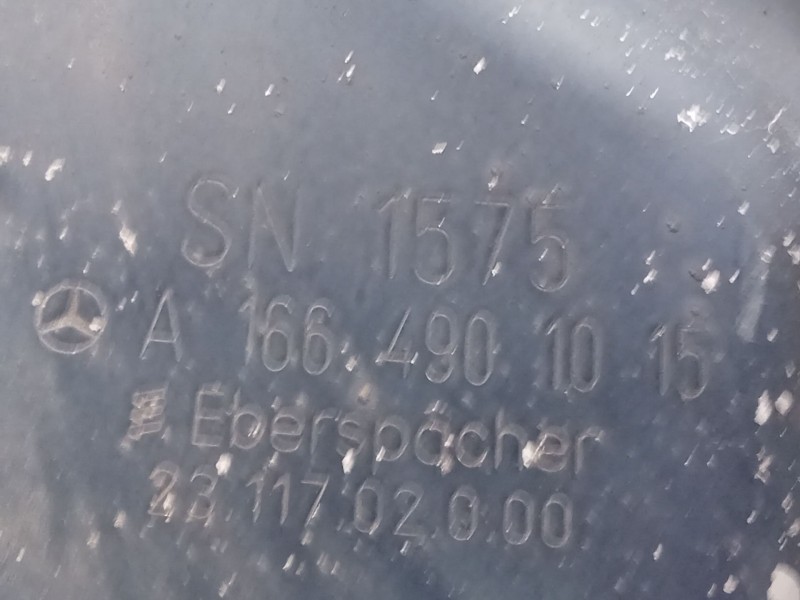 SN 1575
A 166 490 10 15
Eberspächer
23.117.02.0.00